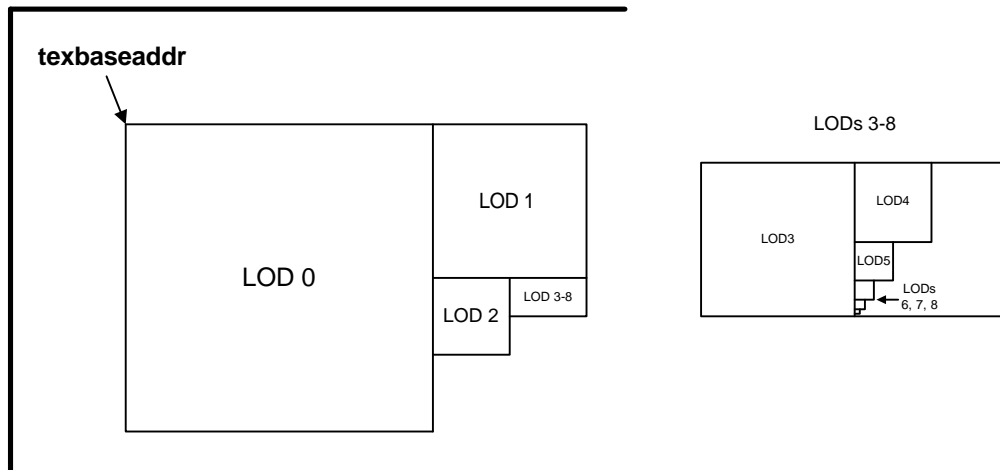 texbaseaddr
LOD 0
LOD 1
LOD 2
LOD 3-8
LODs 3-8
LOD3
LOD4
LOD5
LODs
6, 7, 8